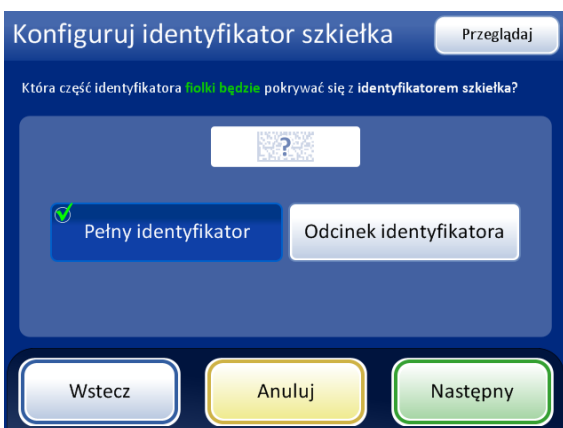 Konfiguruj identyfikator szkiełka
Przeglądaj
Która część identyfikatora fiolki będzie pokrywać się z identyfikatorem szkiełka?
?
Pełny identyfikator
Odcinek identyfikatora
Wstecz
Anuluj
Następny